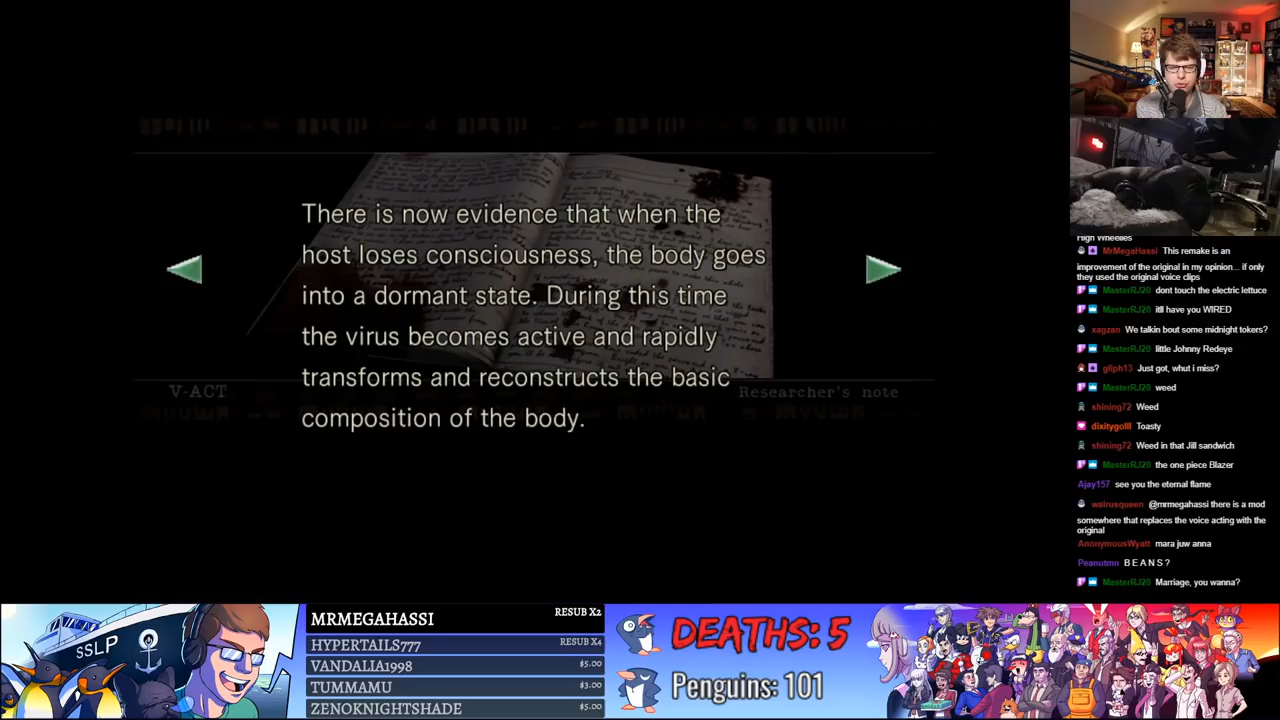 There is now evidence that when the
host loses consciousness, the body goes
into a dormant state. During this time
the virus becomes active and rapidly
transforms and reconstructs the basic
composition of the body.
V-ACT
Researcher's note
High Wheelies
MrMegaHassi This remake is an
improvement of the original in my opinion... if only
they used the original voice clips
MasterRJ20 dont touch the electric lettuce
MasterRJ20 itll have you WIRED
xagzan We talkin bout some midnight tokers?
MasterRJ20 little Johnny Redeye
gliph13 Just got, whut i miss?
MasterRJ20 weed
shining72 Weed
dixitygolll Toasty
shining72 Weed in that Jill sandwich
MasterRJ20 the one piece Blazer
Ajay157 see you the eternal flame
walrusqueen @mrmegahassi there is a mod
somewhere that replaces the voice acting with the
original
AnonymousWyatt mara juw anna
Peanutmn B E A N S ?
MasterRJ20 Marriage, you wanna?
SSLP
MRMEGAHASSI RESUB X2
HYPERTAILS777 RESUB X4
VANDALIA1998 $5.00
TUMMAMU $3.00
ZENOKNIGHTSHADE $5.00
DEATHS: 5
Penguins: 101